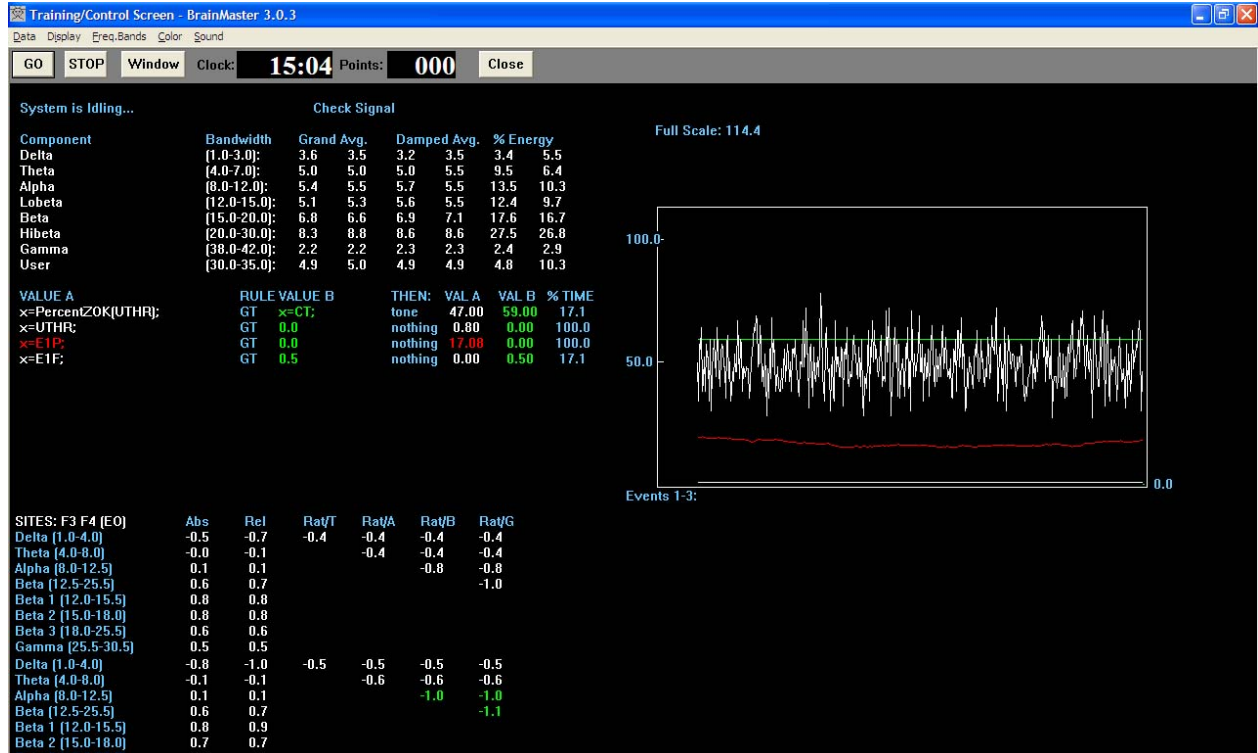 Training/Control Screen - BrainMaster 3.0.3
Data Display Freq.Bands Color Sound
GO STOP Window Clock: 15:04 Points: 000 Close
System is Idling... Check Signal
Full Scale: 114.4
Component Bandwidth Grand Avg. Damped Avg. % Energy
Delta (1.0-3.0): 3.6 3.5 3.2 3.5 3.4 5.5
Theta (4.0-7.0): 5.0 5.0 5.0 5.5 9.5 6.4
Alpha (8.0-12.0): 5.4 5.5 5.7 5.5 13.5 10.3
Lobeta (12.0-15.0): 5.1 5.3 5.6 5.5 12.4 9.7
Beta (15.0-20.0): 6.8 6.6 6.9 7.1 17.6 16.7
Hibeta (20.0-30.0): 8.3 8.8 8.6 8.6 27.5 26.8
Gamma (38.0-42.0): 2.2 2.2 2.3 2.3 2.4 2.9
User (30.0-35.0): 4.9 5.0 4.9 4.9 4.8 10.3
100.0-
50.0 -
- 0.0
Events 1-3:
VALUE A RULE VALUE B THEN: VAL A VAL B % TIME
x=PercentZOK(UTHR); GT x=CT; tone 47.00 59.00 17.1
x=UTHR; GT 0.0 nothing 0.80 0.00 100.0
x=E1P; GT 0.0 nothing 17.08 0.00 100.0
x=E1F; GT 0.5 nothing 0.00 0.50 17.1
SITES: F3 F4 (EO) Abs Rel Rat/T Rat/A Rat/B Rat/G
Delta (1.0-4.0) -0.5 -0.7 -0.4 -0.4 -0.4 -0.4
Theta (4.0-8.0) -0.0 -0.1 -0.4 -0.4 -0.4
Alpha (8.0-12.5) 0.1 0.1 -0.8 -0.8
Beta (12.5-25.5) 0.6 0.7 -1.0
Beta 1 (12.0-15.5) 0.8 0.8
Beta 2 (15.0-18.0) 0.8 0.8
Beta 3 (18.0-25.5) 0.6 0.6
Gamma (25.5-30.5) 0.5 0.5
Delta (1.0-4.0) -0.8 -1.0 -0.5 -0.5 -0.5 -0.5
Theta (4.0-8.0) -0.1 -0.1 -0.6 -0.6 -0.6
Alpha (8.0-12.5) 0.1 0.1 -1.0 -1.0
Beta (12.5-25.5) 0.6 0.7 -1.1
Beta 1 (12.0-15.5) 0.8 0.9
Beta 2 (15.0-18.0) 0.7 0.7